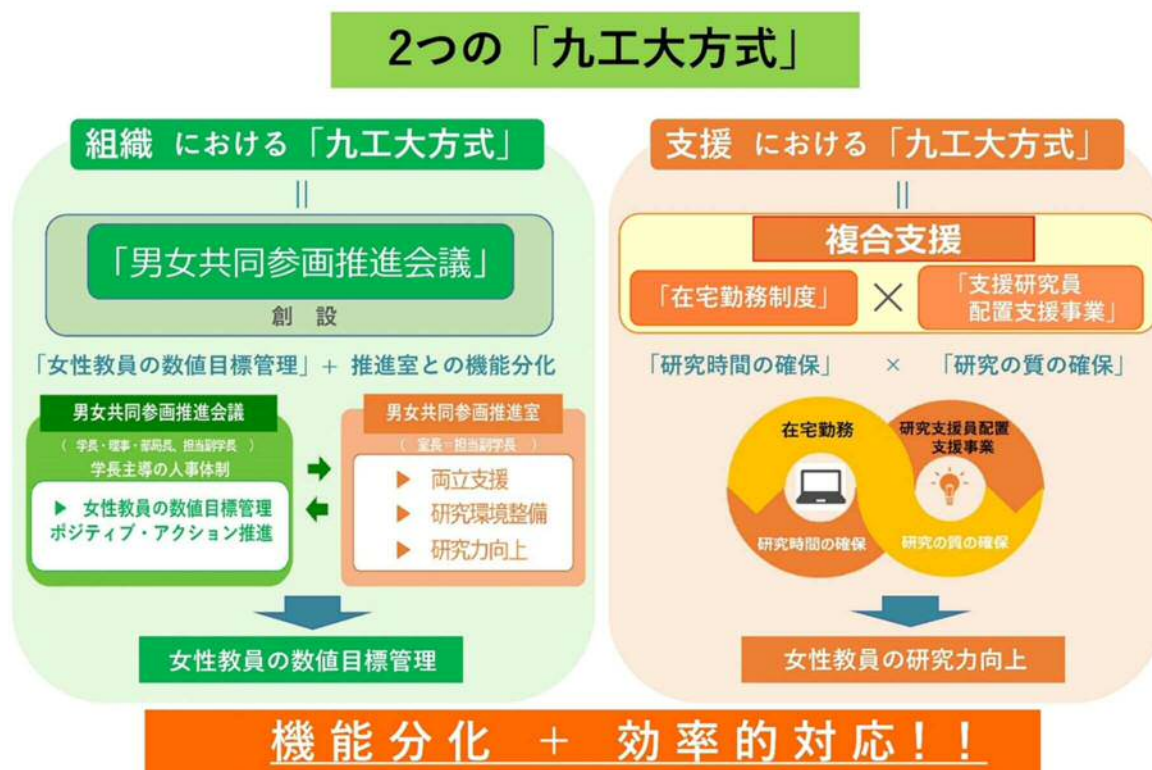 2つの「九工大方式」
組織 における「九工大方式」
||
「男女共同参画推進会議」
創 設
「女性教員の数値目標管理」+ 推進室との機能分化
男女共同参画推進会議
( 学長・理事・部局長、担当副学長 )
学長主導の人事体制
▶ 女性教員の数値目標管理
ポジティブ・アクション推進
男女共同参画推進室
( 室長=担当副学長 )
▶ 両立支援
▶ 研究環境整備
▶ 研究力向上
女性教員の数値目標管理
支援 における「九工大方式」
||
複合支援
「在宅勤務制度」
×
「支援研究員
配置支援事業」
「研究時間の確保」 × 「研究の質の確保」
在宅勤務
研究支援員配置
支援事業
研究時間の確保
研究の質の確保
女性教員の研究力向上
機能分化 + 効率的対応!!